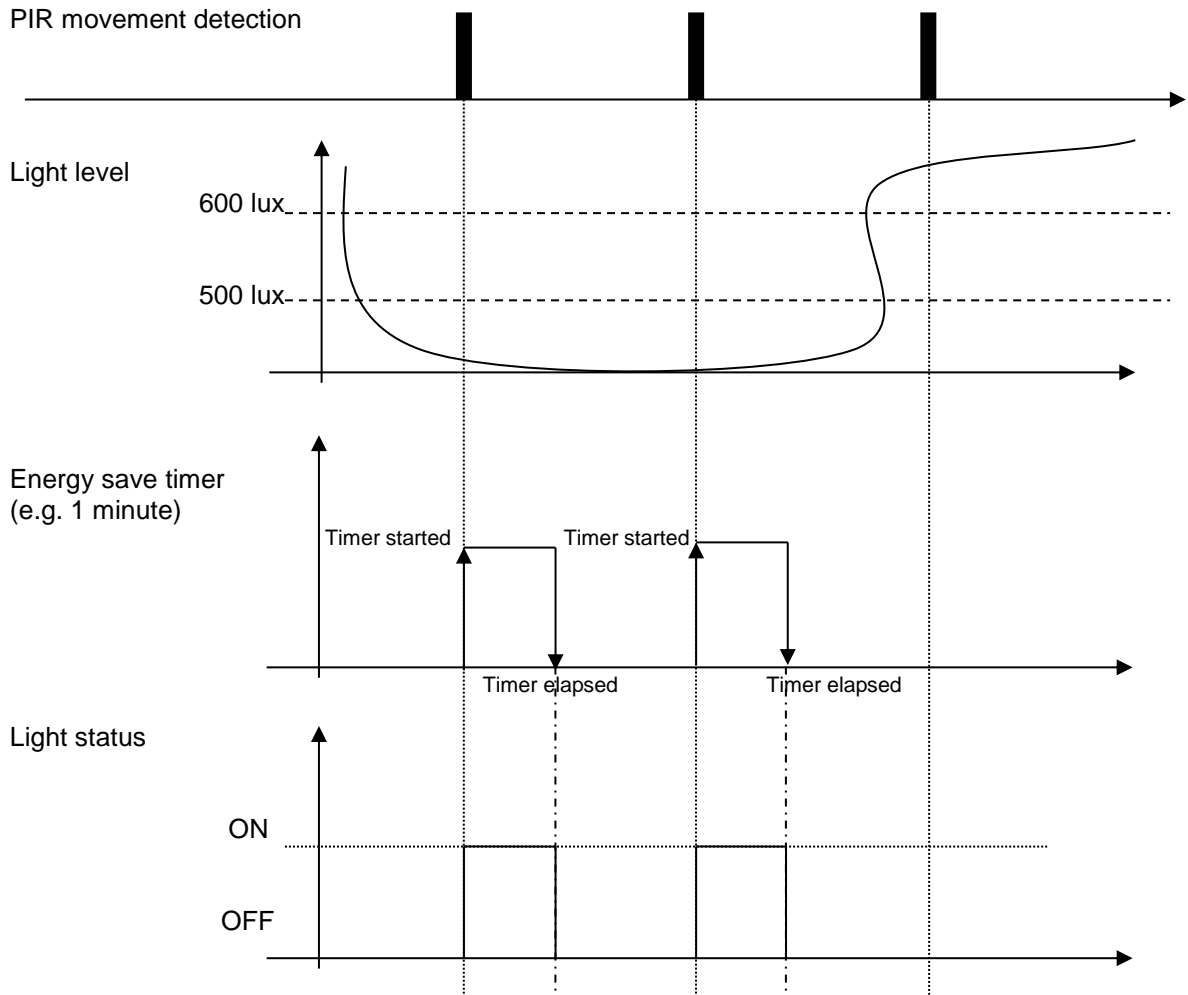 PIR movement detection
Light level
600 lux
500 lux
Energy save timer
(e.g. 1 minute)
Timer started
Timer started
Timer elapsed
Timer elapsed
Light status
ON
OFF